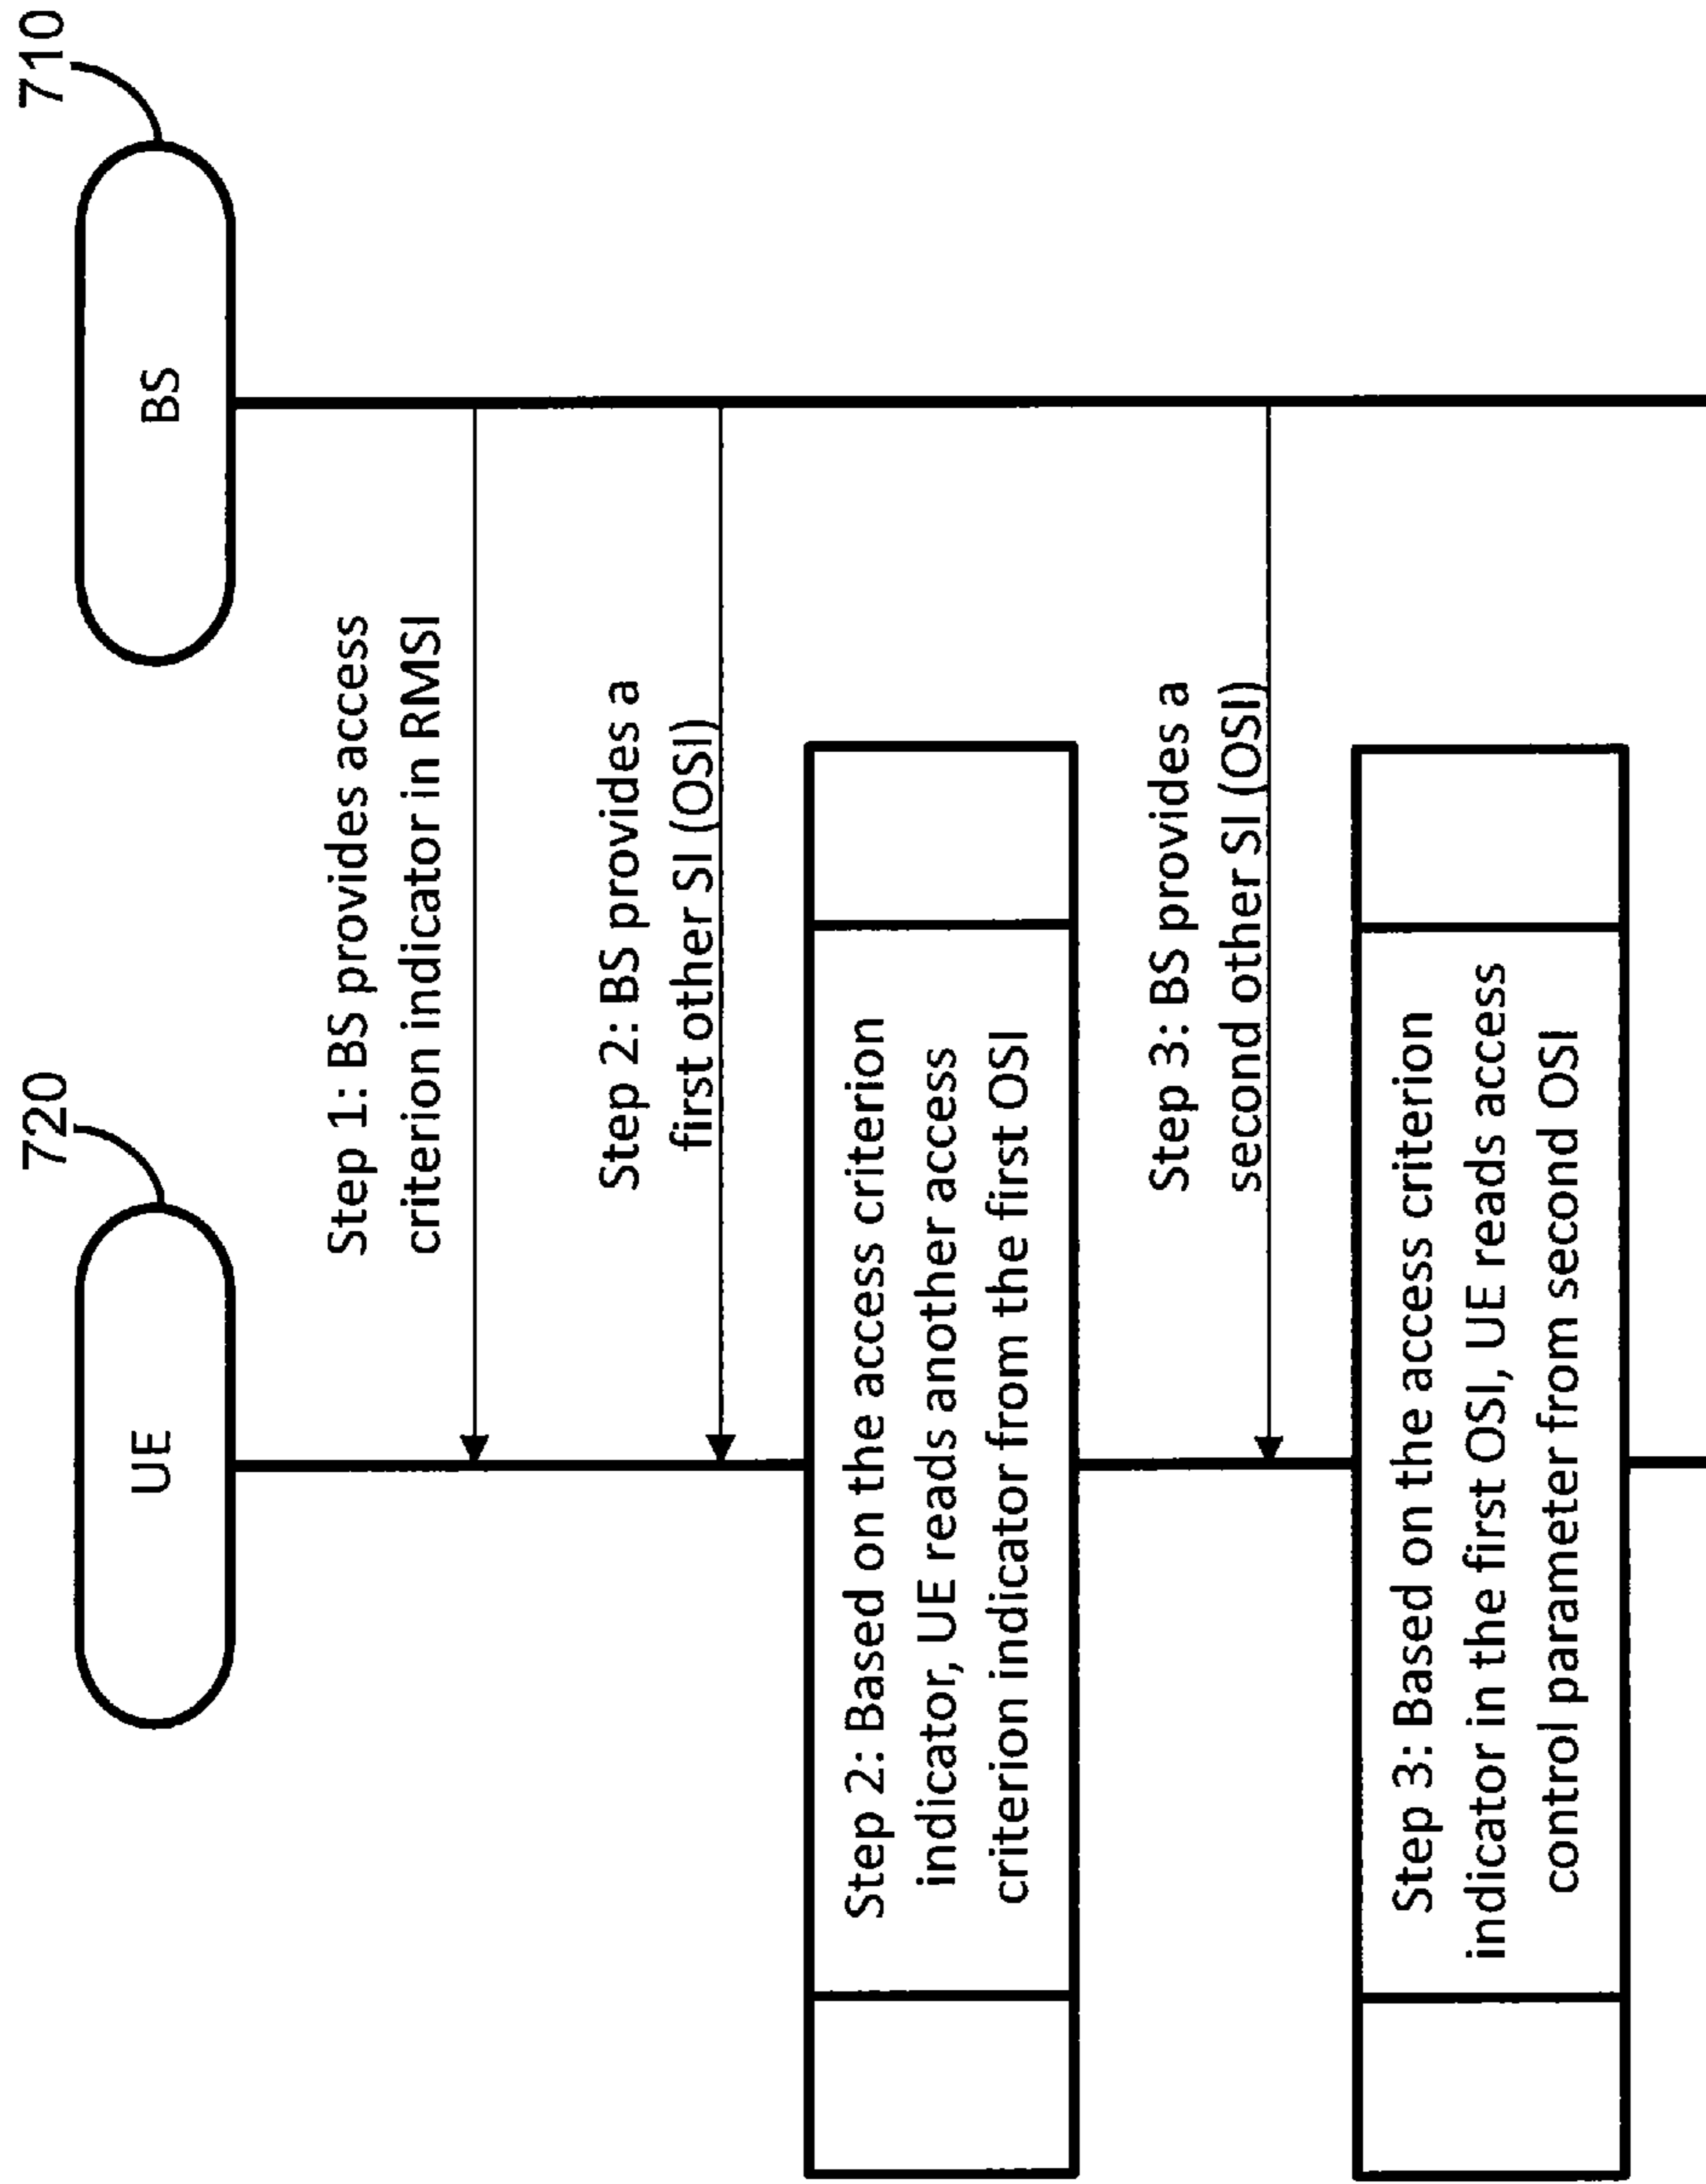 720
710
UE
BS
Step 1: BS provides access
criterion indicator in RMSI
Step 2: BS provides a
first other SI (OSI)
Step 2: Based on the access criterion
indicator, UE reads another access
criterion indicator from the first OSI
Step 3: BS provides a
second other SI (OSI)
Step 3: Based on the access criterion
indicator in the first OSI, UE reads access
control parameter from second OSI